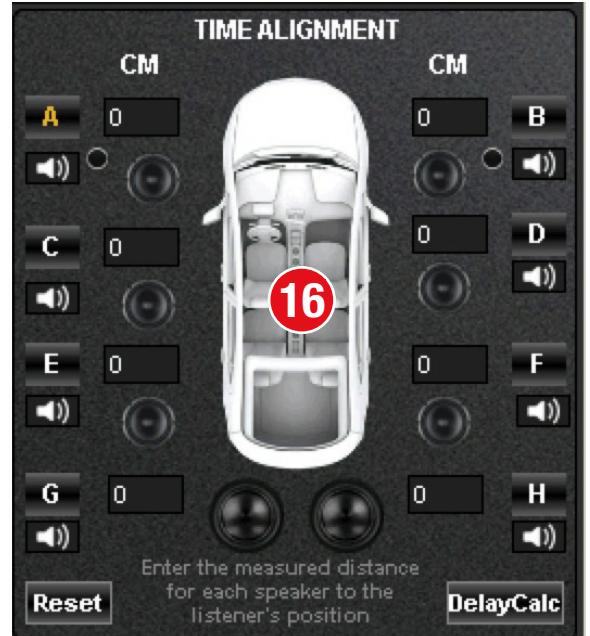 TIME ALIGNMENT
CM CM
A 0 0 B
C 0 0 D
16
E 0 0 F
G 0 0 H
Enter the measured distance
for each speaker to the
listener's position
Reset DelayCalc